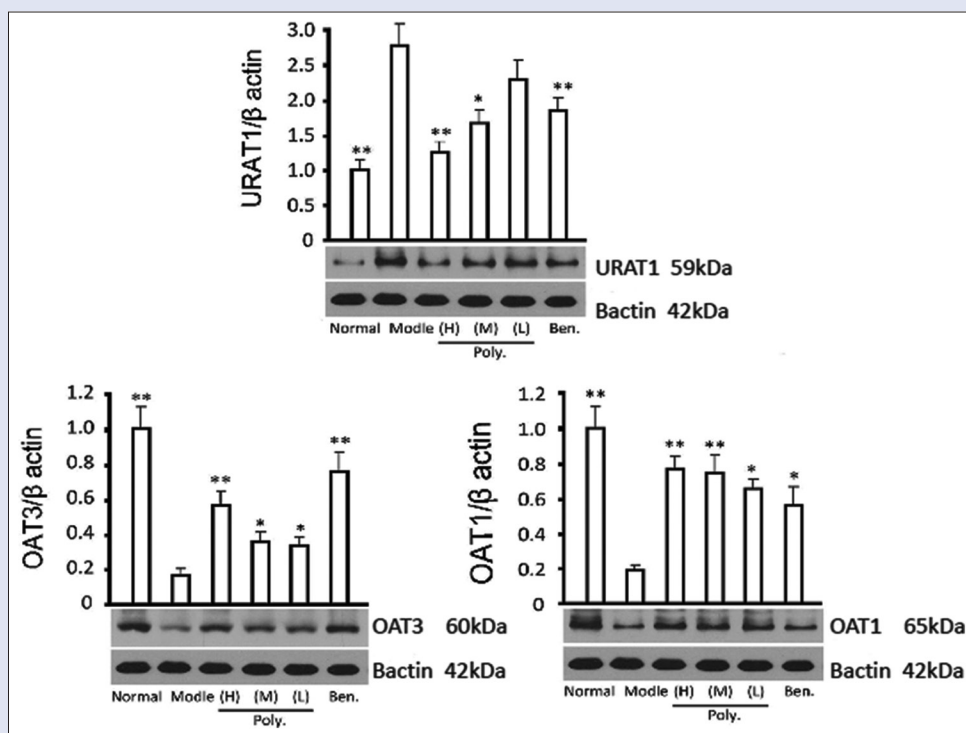 URAT1/β actin
3.0
2.5
2.0
1.5
1.0
0.5
0
** ** * **
URAT1 59kDa
Bactin 42kDa
Normal Modle (H) (M) (L) Ben.
Poly.
OAT3/β actin
1.2
1.0
0.8
0.6
0.4
0.2
0
** ** * * **
OAT3 60kDa
Bactin 42kDa
Normal Modle (H) (M) (L) Ben.
Poly.
OAT1/β actin
1.2
1.0
0.8
0.6
0.4
0.2
0
** ** ** * *
OAT1 65kDa
Bactin 42kDa
Normal Modle (H) (M) (L) Ben.
Poly.